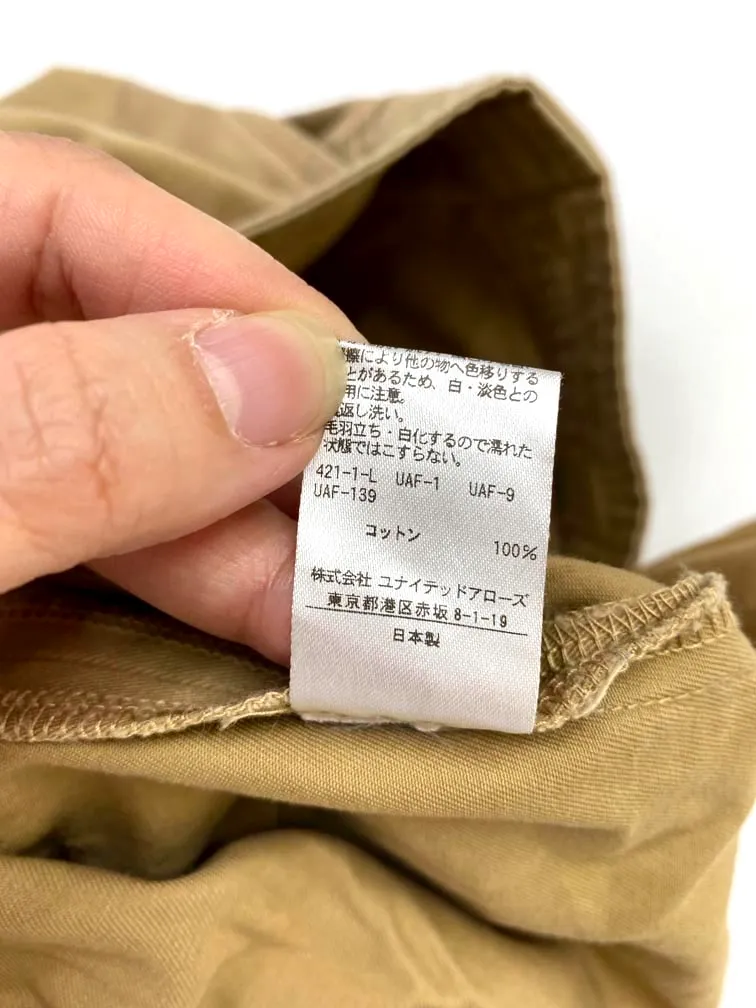 擦により他の物へ色移りする
とがあるため、白・淡色との
用に注意。
返し洗い。
毛羽立ち・白化するので濡れた
状態ではこすらない。
421-1-L UAF-1 UAF-9
UAF-139
コットン 100%
株式会社 ユナイテッドアローズ
東京都港区赤坂 8-1-19
日本製